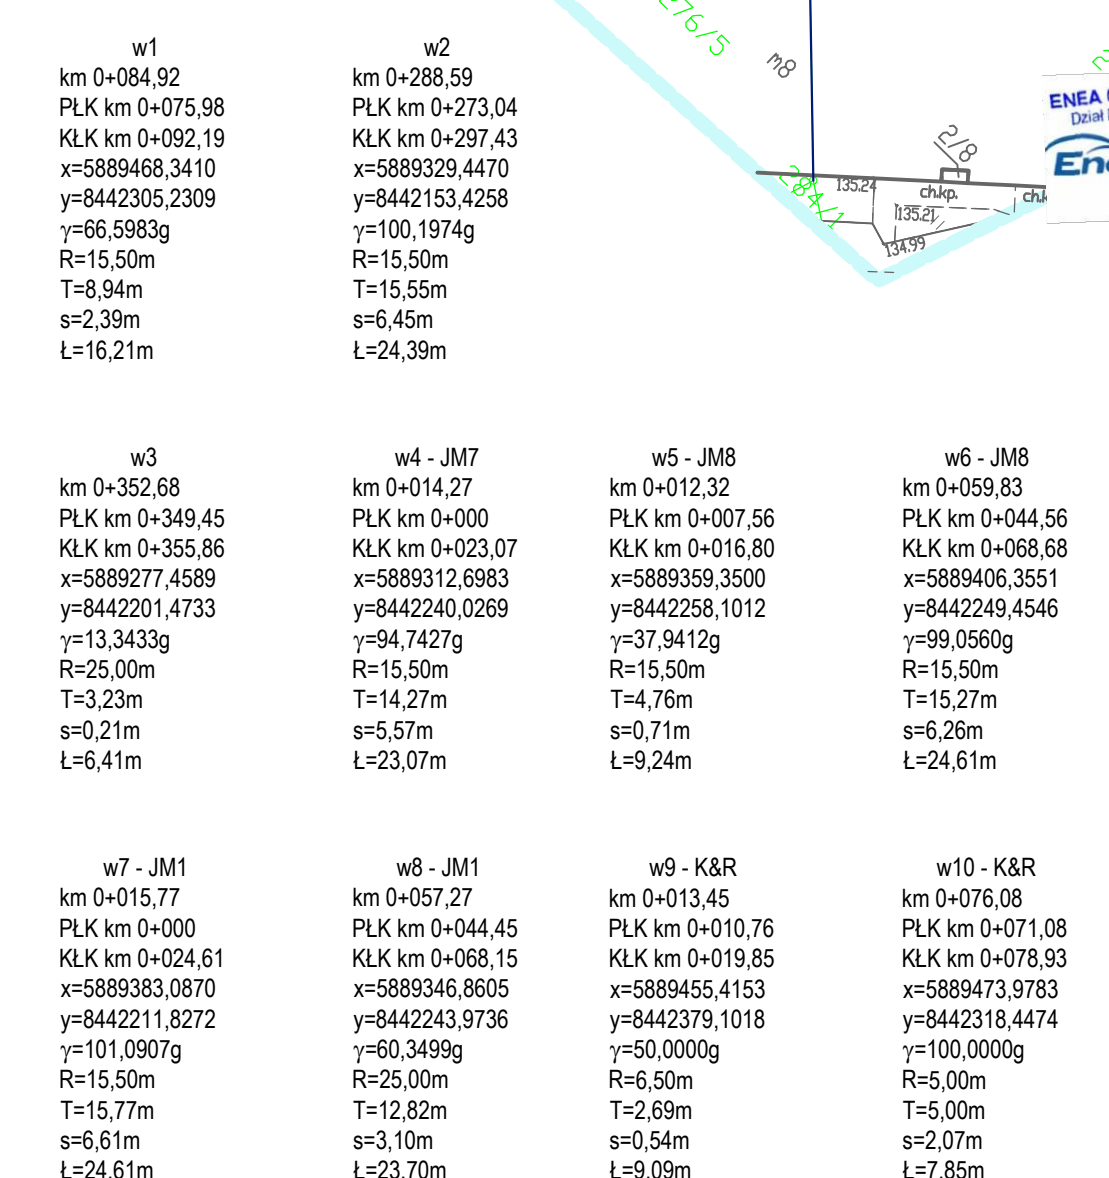 w1
km 0+084,92
PŁK km 0+075,98
KŁK km 0+092,19
x=5889468,3410
y=8442305,2309
γ=66,5983g
R=15,50m
T=8,94m
s=2,39m
Ł=16,21m
w2
km 0+288,59
PŁK km 0+273,04
KŁK km 0+297,43
x=5889329,4470
y=8442153,4258
γ=100,1974g
R=15,50m
T=15,55m
s=6,45m
Ł=24,39m
276/5
m8
284/1
2/8
135.24
ch.kp.
135.21
134.99
ENEA
Dział
w3
km 0+352,68
PŁK km 0+349,45
KŁK km 0+355,86
x=5889277,4589
y=8442201,4733
γ=13,3433g
R=25,00m
T=3,23m
s=0,21m
Ł=6,41m
w4 - JM7
km 0+014,27
PŁK km 0+000
KŁK km 0+023,07
x=5889312,6983
y=8442240,0269
γ=94,7427g
R=15,50m
T=14,27m
s=5,57m
Ł=23,07m
w5 - JM8
km 0+012,32
PŁK km 0+007,56
KŁK km 0+016,80
x=5889359,3500
y=8442258,1012
γ=37,9412g
R=15,50m
T=4,76m
s=0,71m
Ł=9,24m
w6 - JM8
km 0+059,83
PŁK km 0+044,56
KŁK km 0+068,68
x=5889406,3551
y=8442249,4546
γ=99,0560g
R=15,50m
T=15,27m
s=6,26m
Ł=24,61m
w7 - JM1
km 0+015,77
PŁK km 0+000
KŁK km 0+024,61
x=5889383,0870
y=8442211,8272
γ=101,0907g
R=15,50m
T=15,77m
s=6,61m
Ł=24,61m
w8 - JM1
km 0+057,27
PŁK km 0+044,45
KŁK km 0+068,15
x=5889346,8605
y=8442243,9736
γ=60,3499g
R=25,00m
T=12,82m
s=3,10m
Ł=23,70m
w9 - K&R
km 0+013,45
PŁK km 0+010,76
KŁK km 0+019,85
x=5889455,4153
y=8442379,1018
γ=50,0000g
R=6,50m
T=2,69m
s=0,54m
Ł=9,09m
w10 - K&R
km 0+076,08
PŁK km 0+071,08
KŁK km 0+078,93
x=5889473,9783
y=8442318,4474
γ=100,0000g
R=5,00m
T=5,00m
s=2,07m
Ł=7,85m